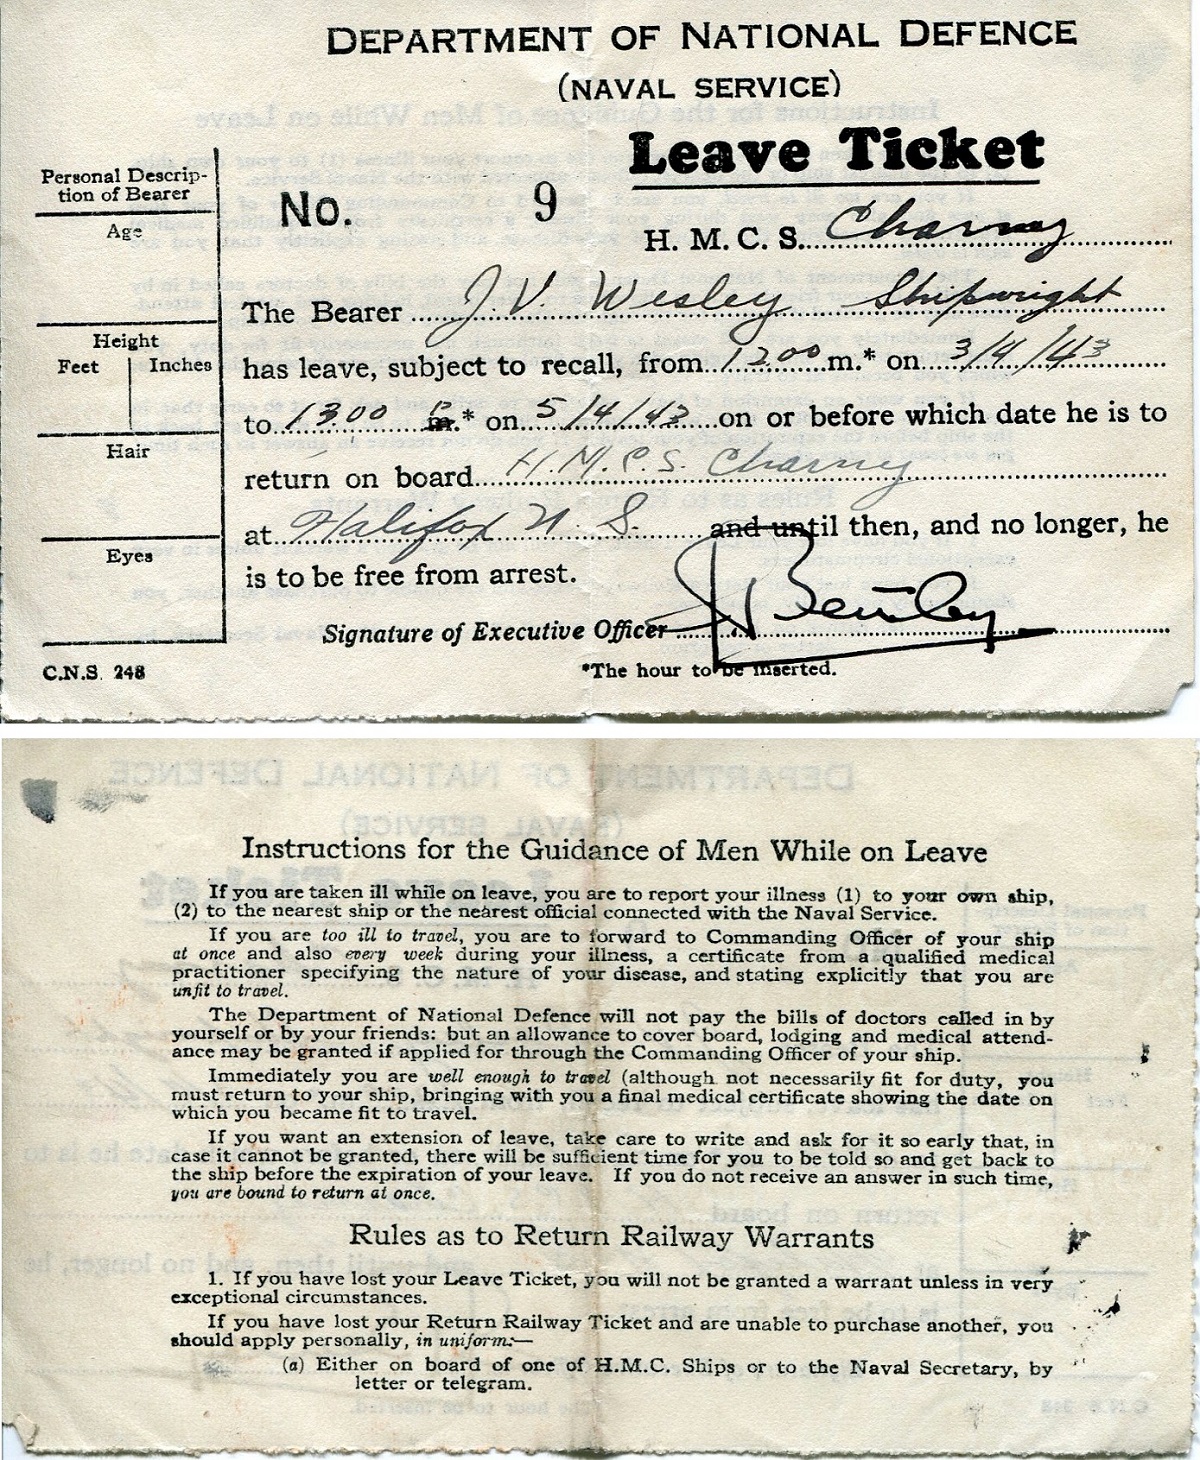 DEPARTMENT OF NATIONAL DEFENCE
(NAVAL SERVICE)
Leave Ticket
Personal Descrip-
tion of Bearer
Age
Height
Feet Inches
Hair
Eyes
No. 9
H. M. C. S. Charny
The Bearer J. V. Wesley Shipwright
has leave, subject to recall, from 1200 m.* on 3/4/43
to 1300 m.* on 5/4/43 on or before which date he is to
return on board H.M.C.S. Charny
at Halifax N. S. and until then, and no longer, he
is to be free from arrest.
Signature of Executive Officer Bentley
C.N.S. 248
*The hour to be inserted.
Instructions for the Guidance of Men While on Leave
If you are taken ill while on leave, you are to report your illness (1) to your own ship,
(2) to the nearest ship or the nearest official connected with the Naval Service.
If you are too ill to travel, you are to forward to Commanding Officer of your ship
at once and also every week during your illness, a certificate from a qualified medical
practitioner specifying the nature of your disease, and stating explicitly that you are
unfit to travel.
The Department of National Defence will not pay the bills of doctors called in by
yourself or by your friends: but an allowance to cover board, lodging and medical attend-
ance may be granted if applied for through the Commanding Officer of your ship.
Immediately you are well enough to travel (although not necessarily fit for duty, you
must return to your ship, bringing with you a final medical certificate showing the date on
which you became fit to travel.
If you want an extension of leave, take care to write and ask for it so early that, in
case it cannot be granted, there will be sufficient time for you to be told so and get back to
the ship before the expiration of your leave. If you do not receive an answer in such time,
you are bound to return at once.
Rules as to Return Railway Warrants
1. If you have lost your Leave Ticket, you will not be granted a warrant unless in very
exceptional circumstances.
If you have lost your Return Railway Ticket and are unable to purchase another, you
should apply personally, in uniform:—
(a) Either on board of one of H.M.C. Ships or to the Naval Secretary, by
letter or telegram.